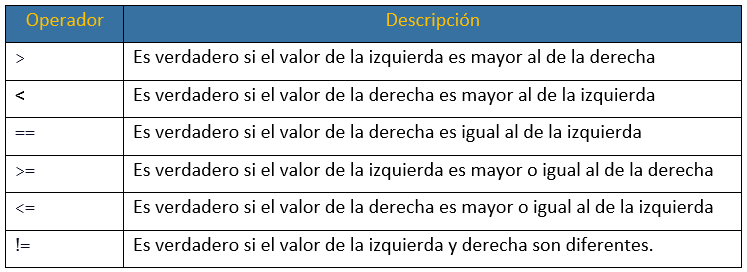 Operador Descripción
> Es verdadero si el valor de la izquierda es mayor al de la derecha
< Es verdadero si el valor de la derecha es mayor al de la izquierda
== Es verdadero si el valor de la derecha es igual al de la izquierda
>= Es verdadero si el valor de la izquierda es mayor o igual al de la derecha
<= Es verdadero si el valor de la derecha es mayor o igual al de la izquierda
!= Es verdadero si el valor de la izquierda y derecha son diferentes.